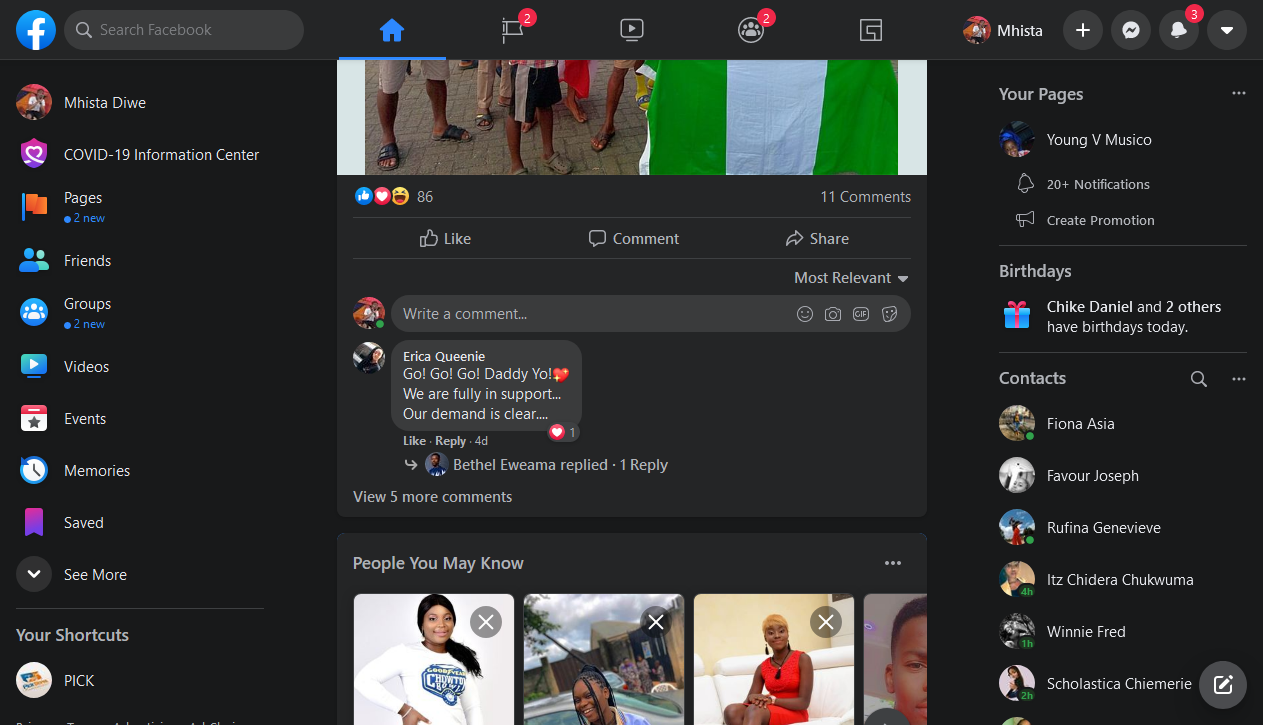 Search Facebook
2
2
Mhista
3
Mhista Diwe
COVID-19 Information Center
Pages
2 new
Friends
Groups
2 new
Videos
Events
Memories
Saved
See More
Your Shortcuts
PICK
86
11 Comments
Like
Comment
Share
Most Relevant
Write a comment...
GIF
Erica Queenie
Go! Go! Go! Daddy Yo!💖
We are fully in support...
Our demand is clear....
1
Like · Reply · 4d
Bethel Eweama replied · 1 Reply
View 5 more comments
People You May Know
Your Pages
Young V Musico
20+ Notifications
Create Promotion
Birthdays
Chike Daniel and 2 others
have birthdays today.
Contacts
Fiona Asia
Favour Joseph
Rufina Genevieve
Itz Chidera Chukwuma
4h
Winnie Fred
1h
Scholastica Chiemerie
2h